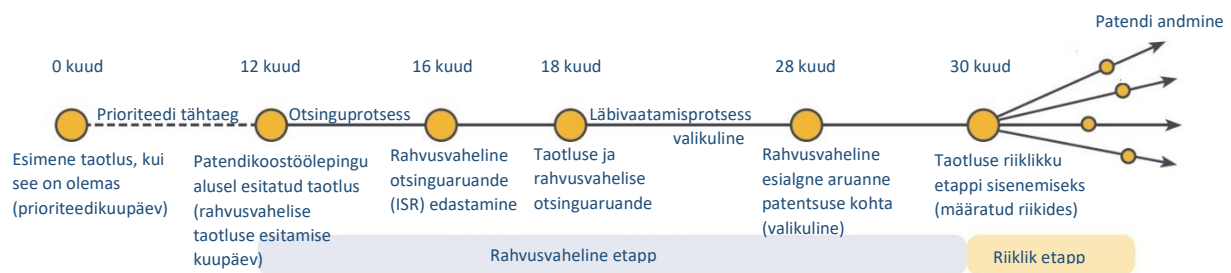 Patendi andmine
0 kuud
12 kuud
16 kuud
18 kuud
28 kuud
30 kuud
Prioriteedi tähtaeg
Otsinguprotsess
Läbivaatamisprotsess
valikuline
Esimene taotlus, kui
see on olemas
(prioriteedikuupäev)
Patendikoostöölepingu
alusel esitatud taotlus
(rahvusvahelise
taotluse esitamise
kuupäev)
Rahvusvaheline
otsinguaruande
(ISR) edastamine
Taotluse ja
rahvusvahelise
otsinguaruande
Rahvusvaheline
esialgne aruanne
patentsuse kohta
(valikuline)
Taotluse riiklikku
etappi sisenemiseks
(määratud riikides)
Rahvusvaheline etapp
Riiklik etapp